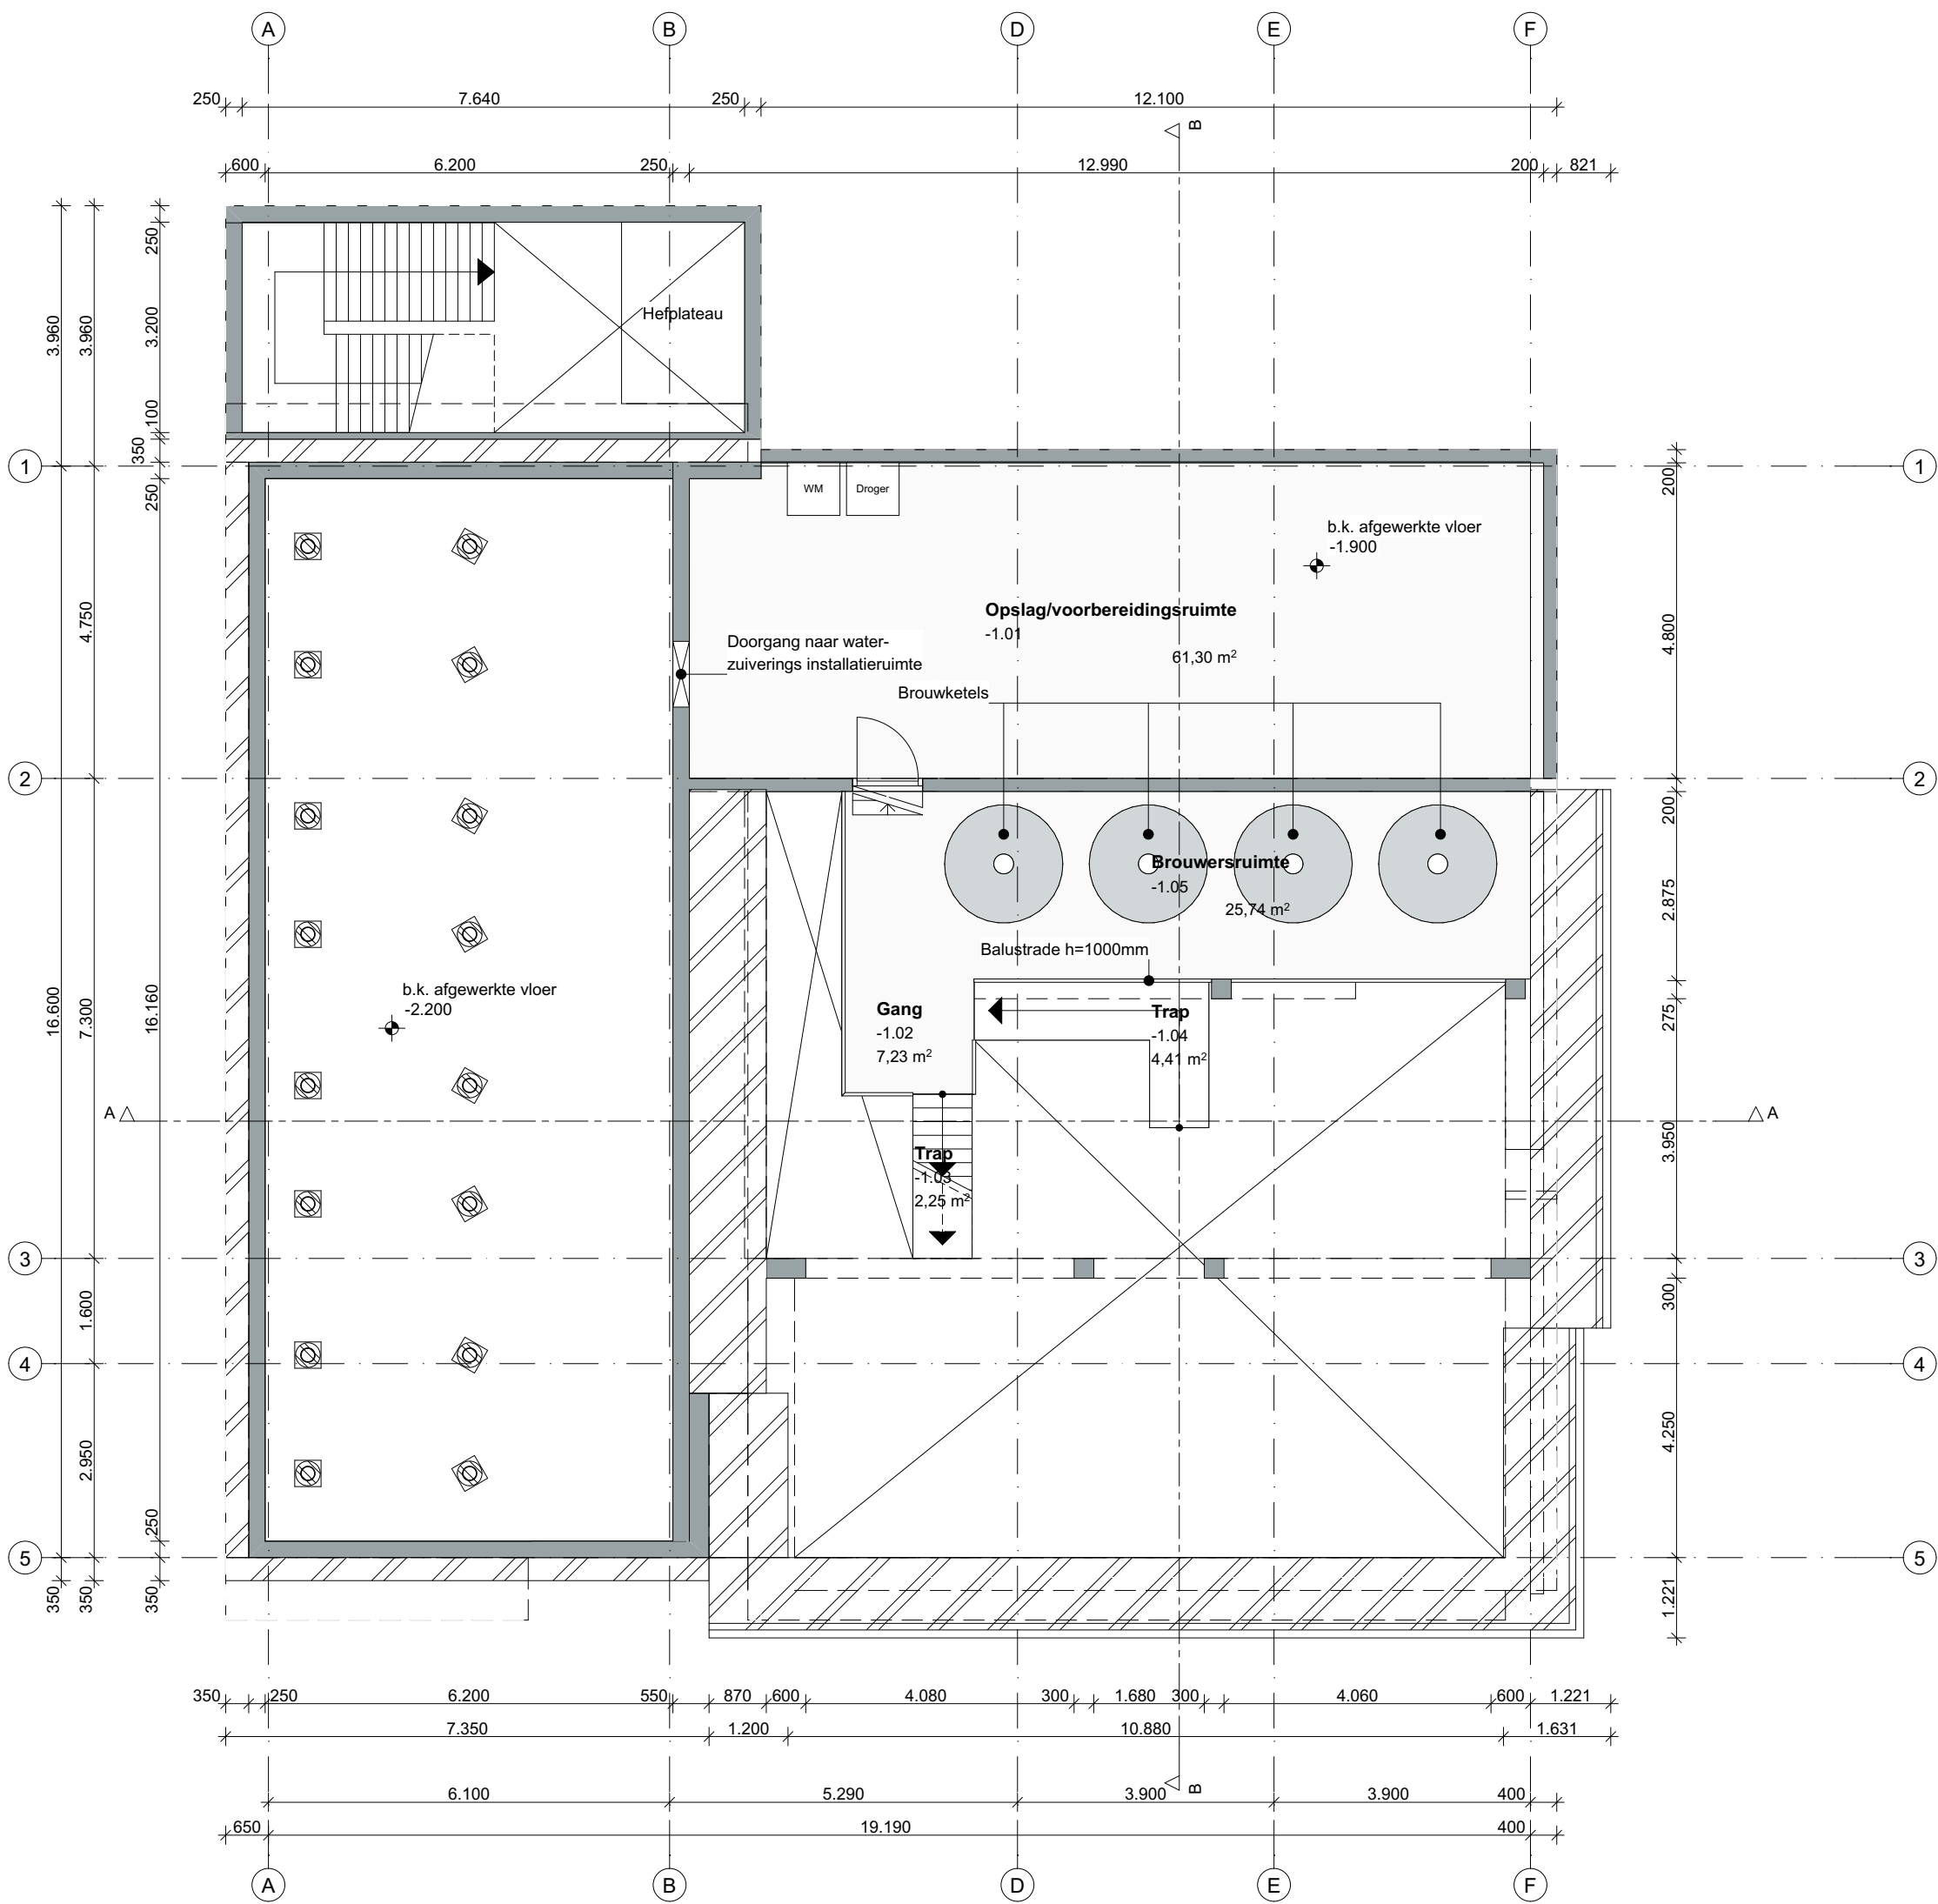 A
B
D
E
F
250
7.640
250
12.100
B
600
6.200
250
12.990
200
821
3.960
3.960
250
3.200
100
350
250
Hefplateau
1
1
WM
Droger
200
b.k. afgewerkte vloer
-1.900
Opslag/voorbereidingsruimte
-1.01
61,30 m²
4.750
4.800
Doorgang naar water-
zuiverings installatieruimte
Brouwketels
2
2
200
Brouwersruimte
-1.05
25,74 m²
2.875
Balustrade h=1000mm
b.k. afgewerkte vloer
-2.200
16.600
7.300
16.160
Gang
-1.02
7,23 m²
Trap
-1.04
4,41 m²
275
A
A
3.950
Trap
-1.03
2,25 m²
3
3
1.600
300
4
4
2.950
4.250
250
5
5
350
350
350
1.221
350
250
6.200
550
870
600
4.080
300
1.680
300
4.060
600
1.221
7.350
1.200
10.880
1.631
B
6.100
5.290
3.900
3.900
400
650
19.190
400
A
B
D
E
F